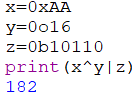 x=0xAA
y=0o16
z=0b10110
print(x^y|z)
182